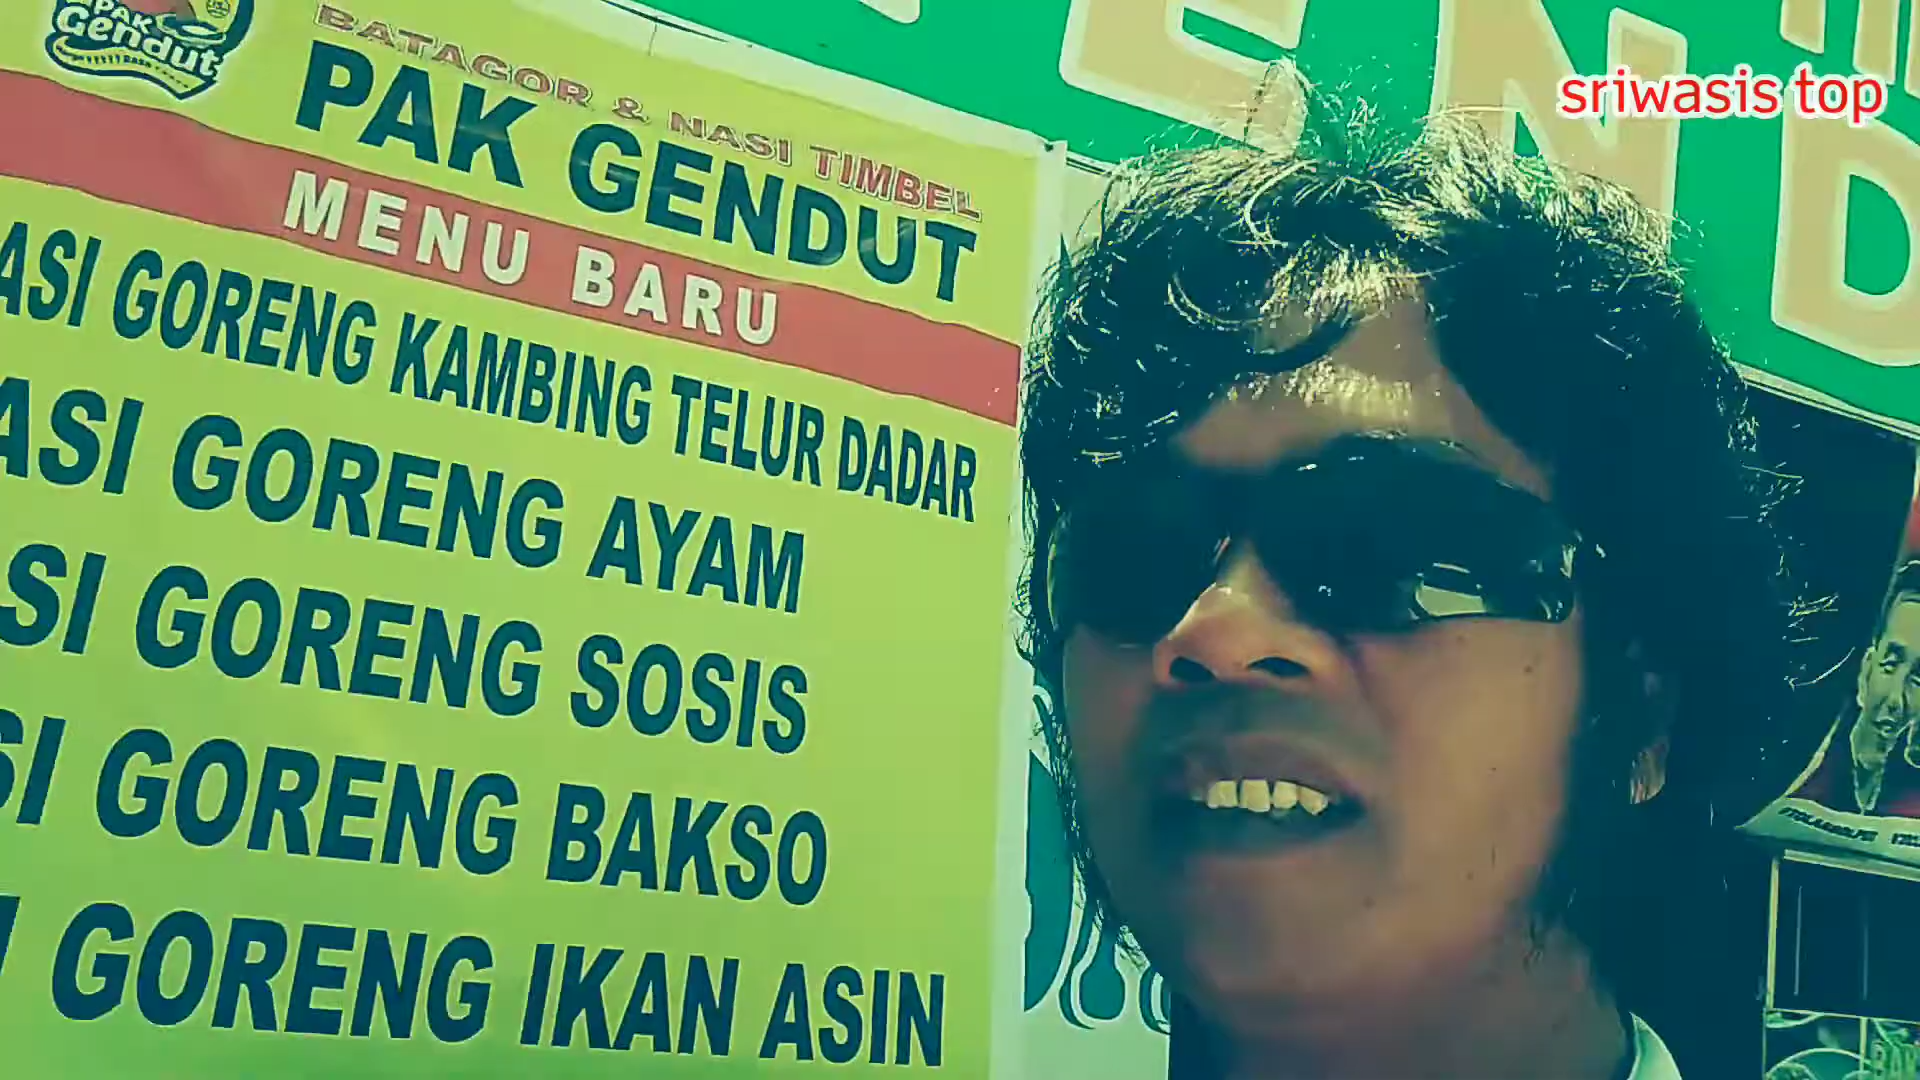 PAK
Gendut
BATAGOR & NASI TIMBEL
PAK GENDUT
MENU BARU
ASI GORENG KAMBING TELUR DADAR
ASI GORENG AYAM
SI GORENG SOSIS
SI GORENG BAKSO
I GORENG IKAN ASIN
END
sriwasis top